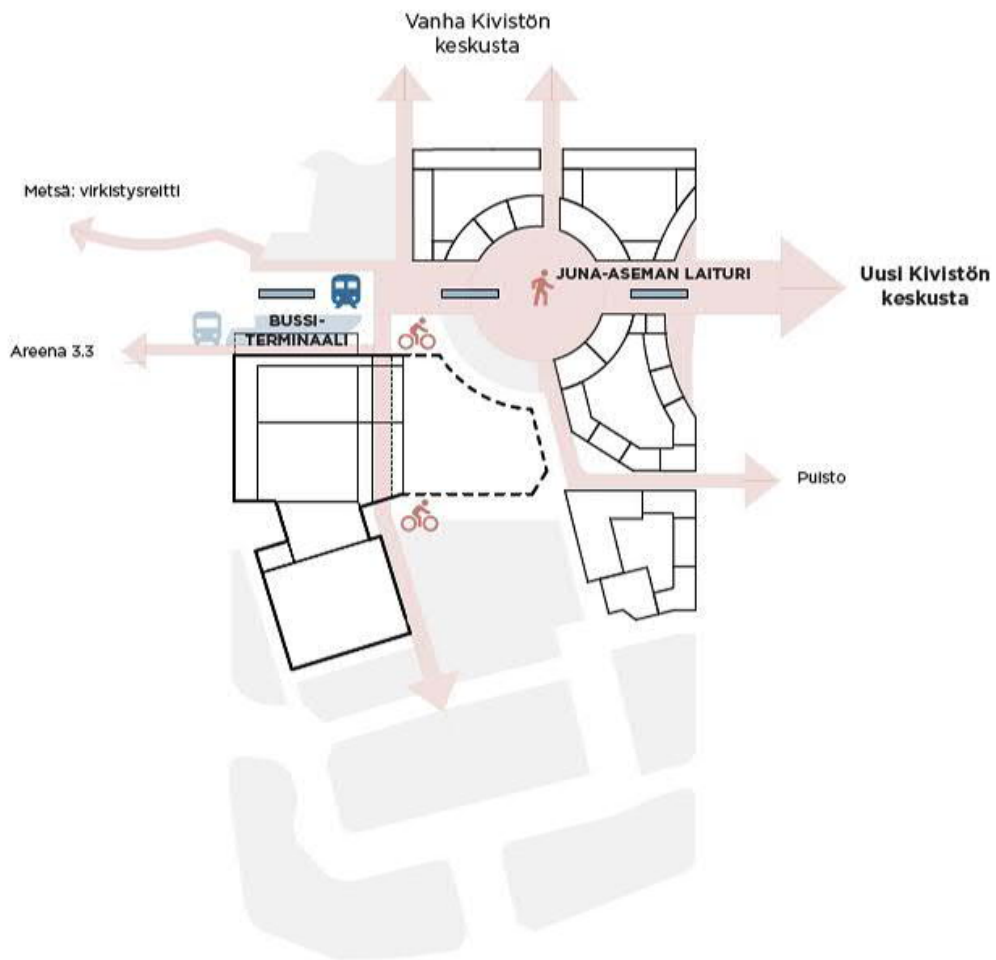 Vanha Kivistön
keskusta
Metsä: virkistysreitti
JUNA-ASEMAN LAITURI
Uusi Kivistön
keskusta
BUSSI-
TERMINAALI
Areena 3.3
Puisto